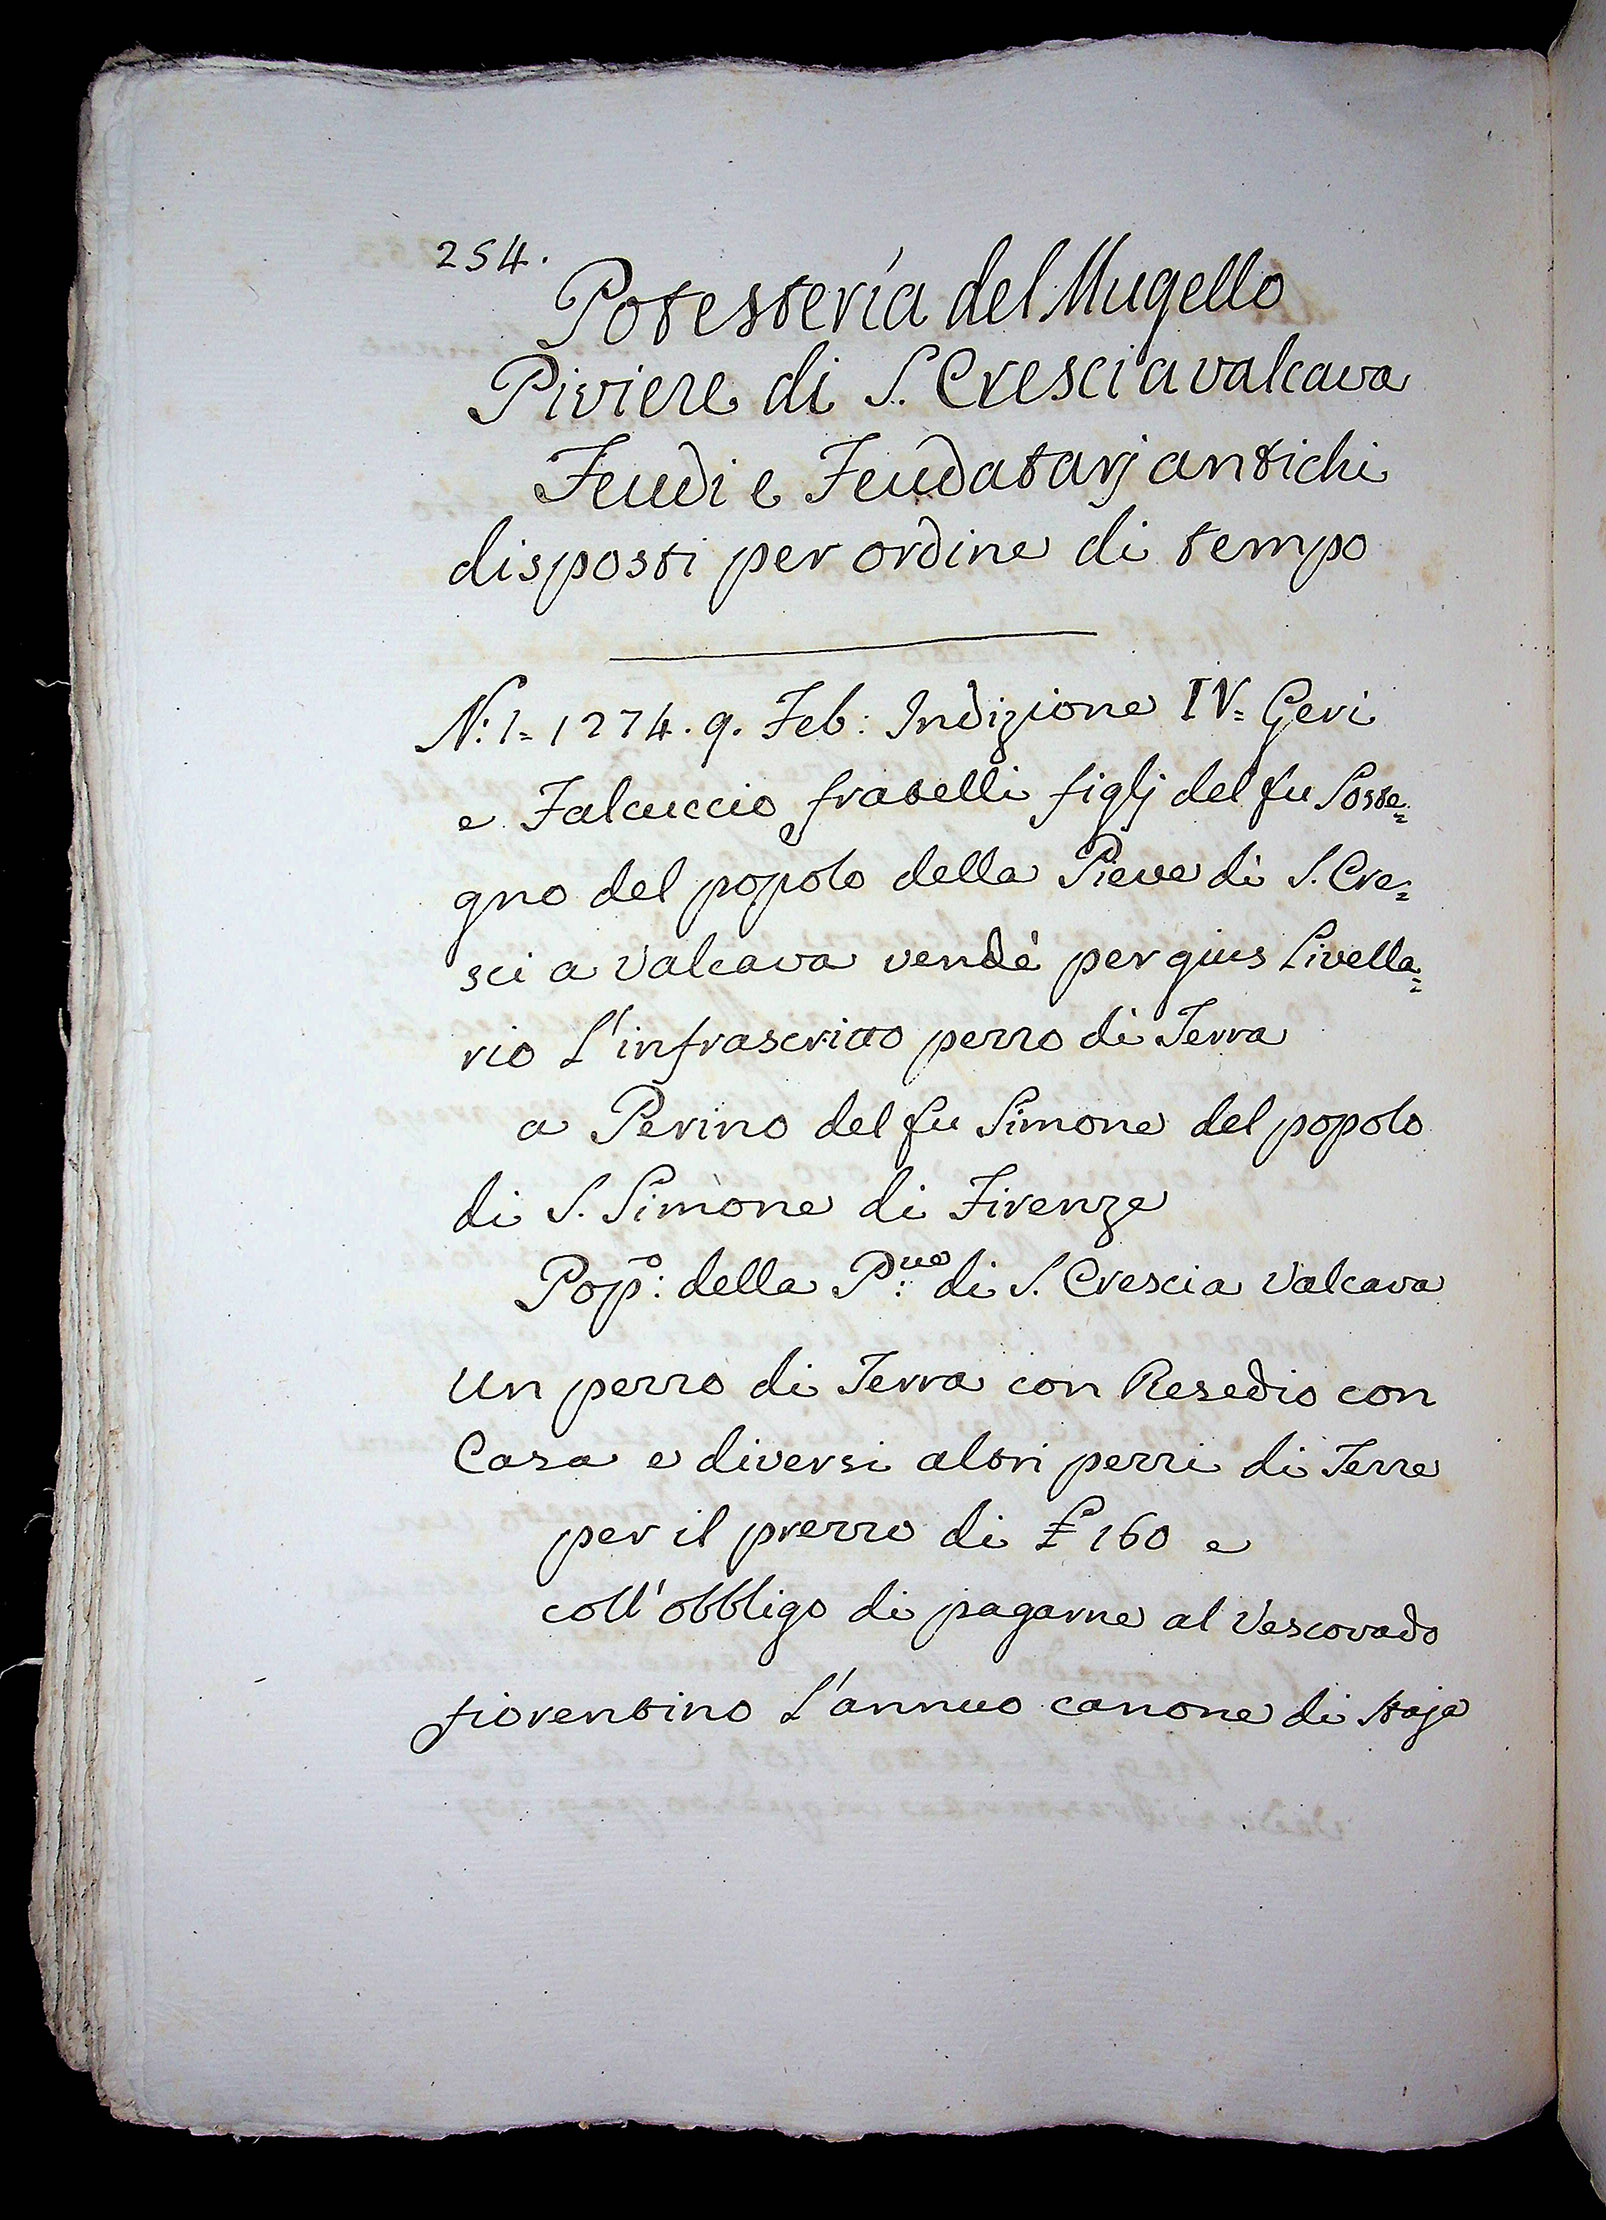 254.
Potesteria del Mugello
Piviere di S. Cresci a valcava
Feudi e Feudatarj antichi
disposti per ordine di tempo
N: 1= 1274. 9. Feb: Indizione IV= Geri
e Falcuccio fratelli figlj del fu Soste=
gno del popolo della Pieve di S. Cre=
sci a Valcava vendè per gius Livella=
rio L'infrascritto pezzo di Terra
a Perino del fu Simone del popolo
di S. Simone di Firenze
Pop:º della P:ve di S. Cresci a Valcava
Un pezzo di Terra con Resedio con
Casa e diversi altri pezzi di Terre
per il prezzo di £ 160 e
coll'obbligo di pagarne al Vescovado
fiorentino L'annuo canone di Staja